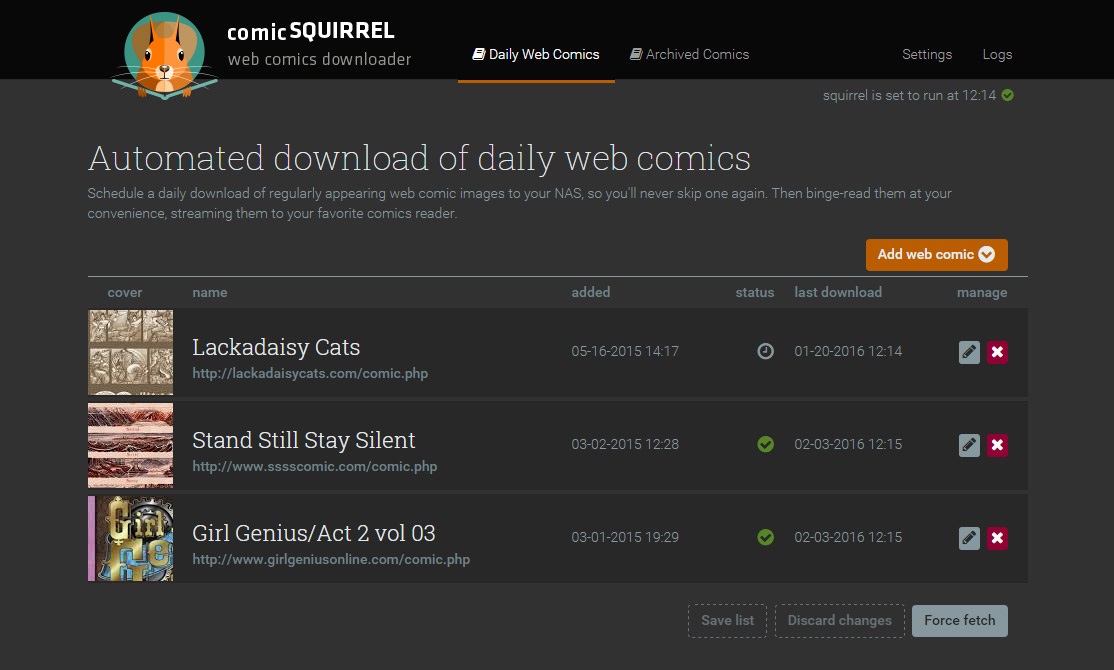 comicSQUIRREL
web comics downloader
Daily Web Comics
Archived Comics
Settings
Logs
squirrel is set to run at 12:14
Automated download of daily web comics
Schedule a daily download of regularly appearing web comic images to your NAS, so you'll never skip one again. Then binge-read them at your
convenience, streaming them to your favorite comics reader.
Add web comic
cover name added status last download manage
Lackadaisy Cats
05-16-2015 14:17 01-20-2016 12:14
http://lackadaisycats.com/comic.php
Stand Still Stay Silent
03-02-2015 12:28 02-03-2016 12:15
http://www.sssscomic.com/comic.php
Girl
Girl Genius/Act 2 vol 03
03-01-2015 19:29 02-03-2016 12:15
http://www.girlgeniusonline.com/comic.php
Save list Discard changes Force fetch